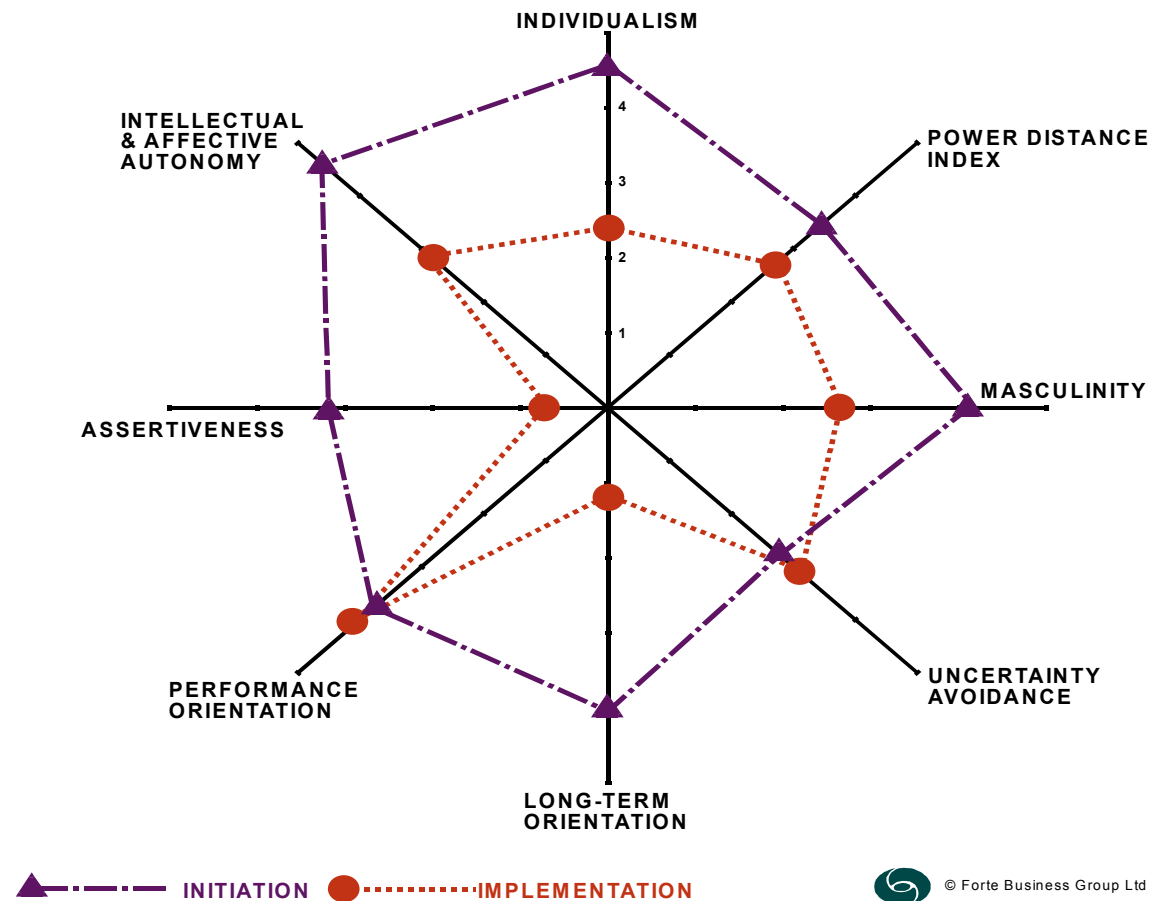 INDIVIDUALISM
4
3
2
1
INTELLECTUAL
& AFFECTIVE
AUTONOMY
POWER DISTANCE
INDEX
MASCULINITY
ASSERTIVENESS
PERFORMANCE
ORIENTATION
UNCERTAINTY
AVOIDANCE
LONG-TERM
ORIENTATION
INITIATION
IMPLEMENTATION
© Forte Business Group Ltd